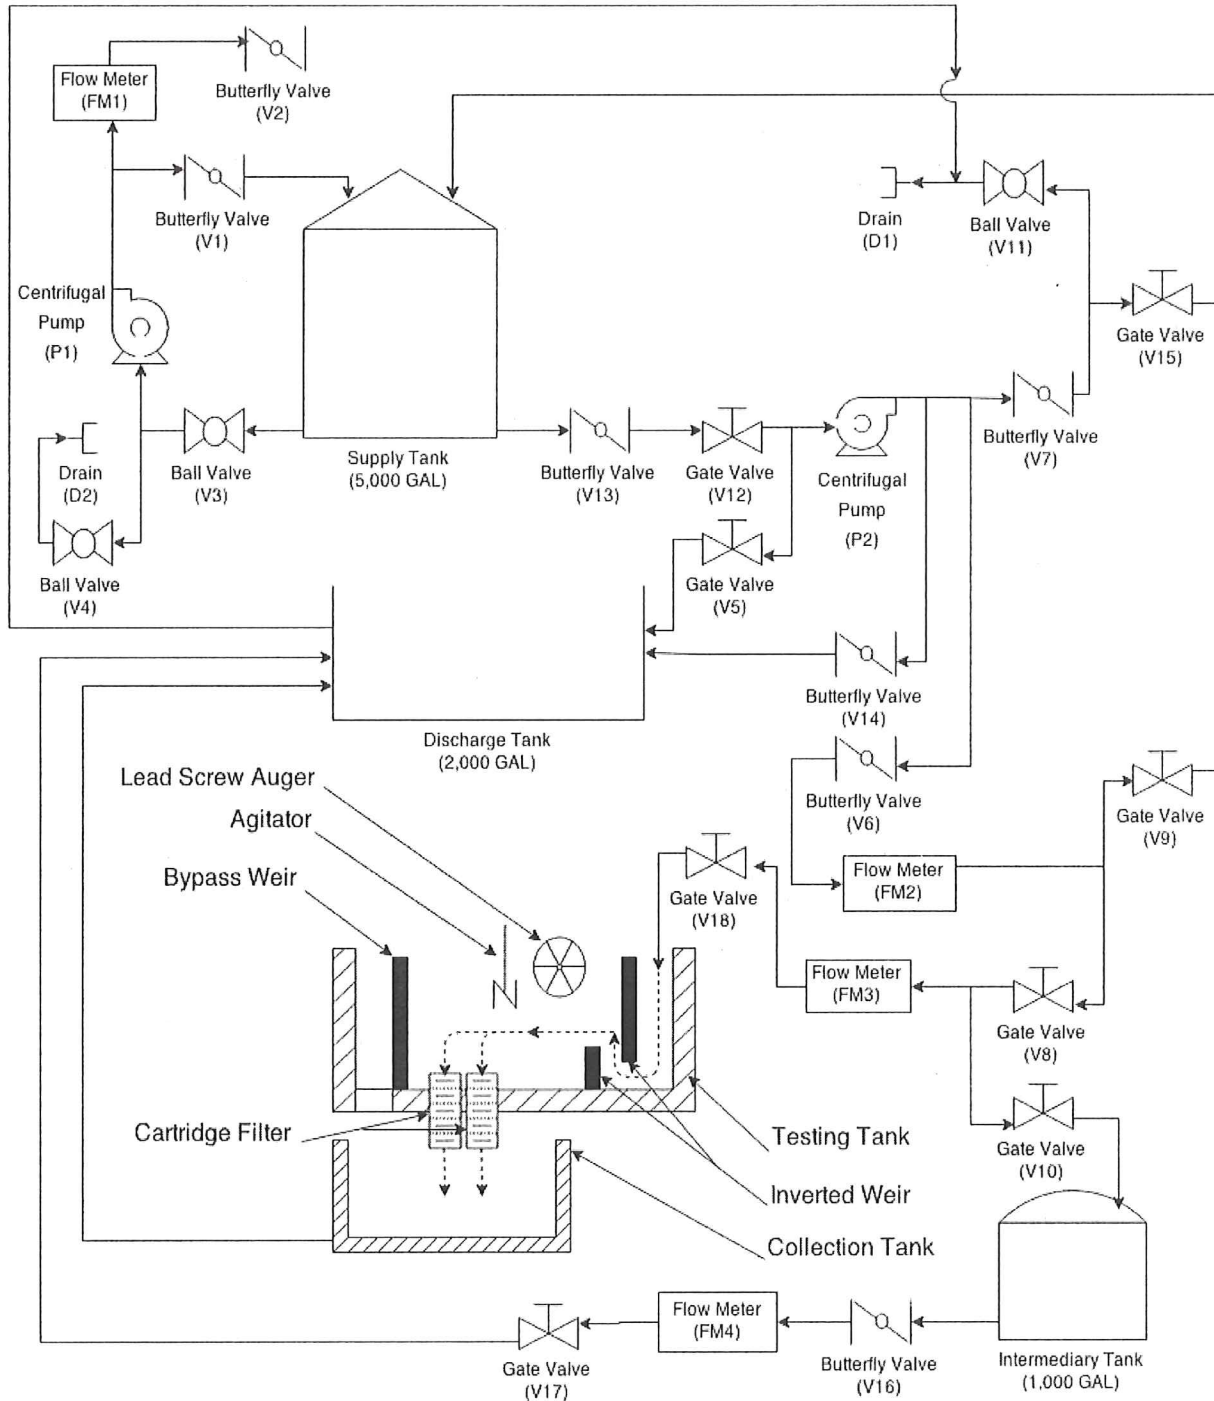 Flow Meter
(FM1)
Butterfly Valve
(V2)
Butterfly Valve
(V1)
Drain
(D1)
Ball Valve
(V11)
Centrifugal
Pump
(P1)
Gate Valve
(V15)
Drain
(D2)
Ball Valve
(V3)
Supply Tank
(5,000 GAL)
Butterfly Valve
(V13)
Gate Valve
(V12)
Centrifugal
Pump
(P2)
Butterfly Valve
(V7)
Ball Valve
(V4)
Gate Valve
(V5)
Butterfly Valve
(V14)
Discharge Tank
(2,000 GAL)
Lead Screw Auger
Agitator
Bypass Weir
Butterfly Valve
(V6)
Gate Valve
(V9)
Gate Valve
(V18)
Flow Meter
(FM2)
Flow Meter
(FM3)
Gate Valve
(V8)
Cartridge Filter
Testing Tank
Gate Valve
(V10)
Inverted Weir
Collection Tank
Flow Meter
(FM4)
Gate Valve
(V17)
Butterfly Valve
(V16)
Intermediary Tank
(1,000 GAL)